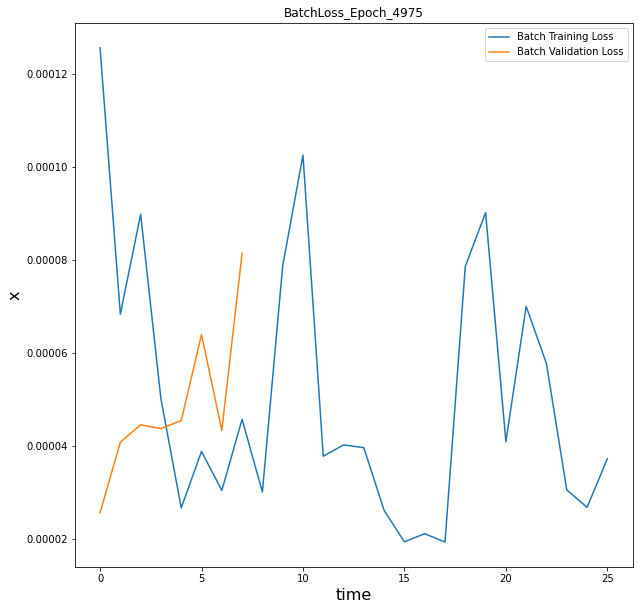 BatchLoss_Epoch_4975
Batch Training Loss
Batch Validation Loss
0.00012
0.00010
0.00008
0.00006
0.00004
0.00002
x
0 5 10 15 20 25
time